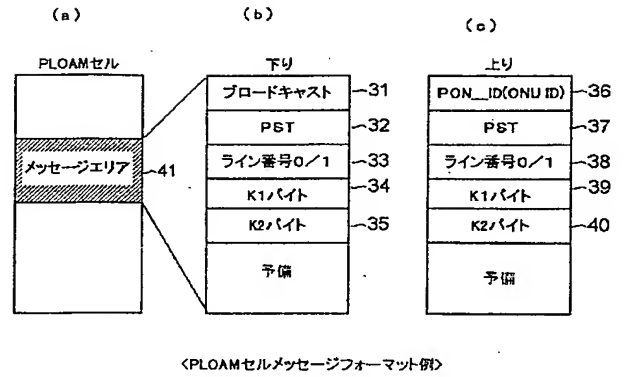 (a)
PLOAMセル
メッセージエリア
41
(b)
下り
ブロードキャスト
31
PST
32
ライン番号0/1
33
K1バイト
34
K2バイト
35
予備
(c)
上り
PON__ID(ONU ID)
36
PST
37
ライン番号0/1
38
K1バイト
39
K2バイト
40
予備
<PLOAMセルメッセージフォーマット例>